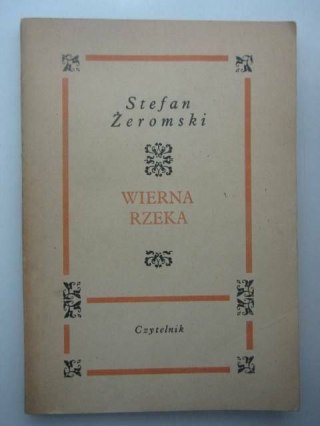 Stefan
Żeromski
WIERNA
RZEKA
Czytelnik